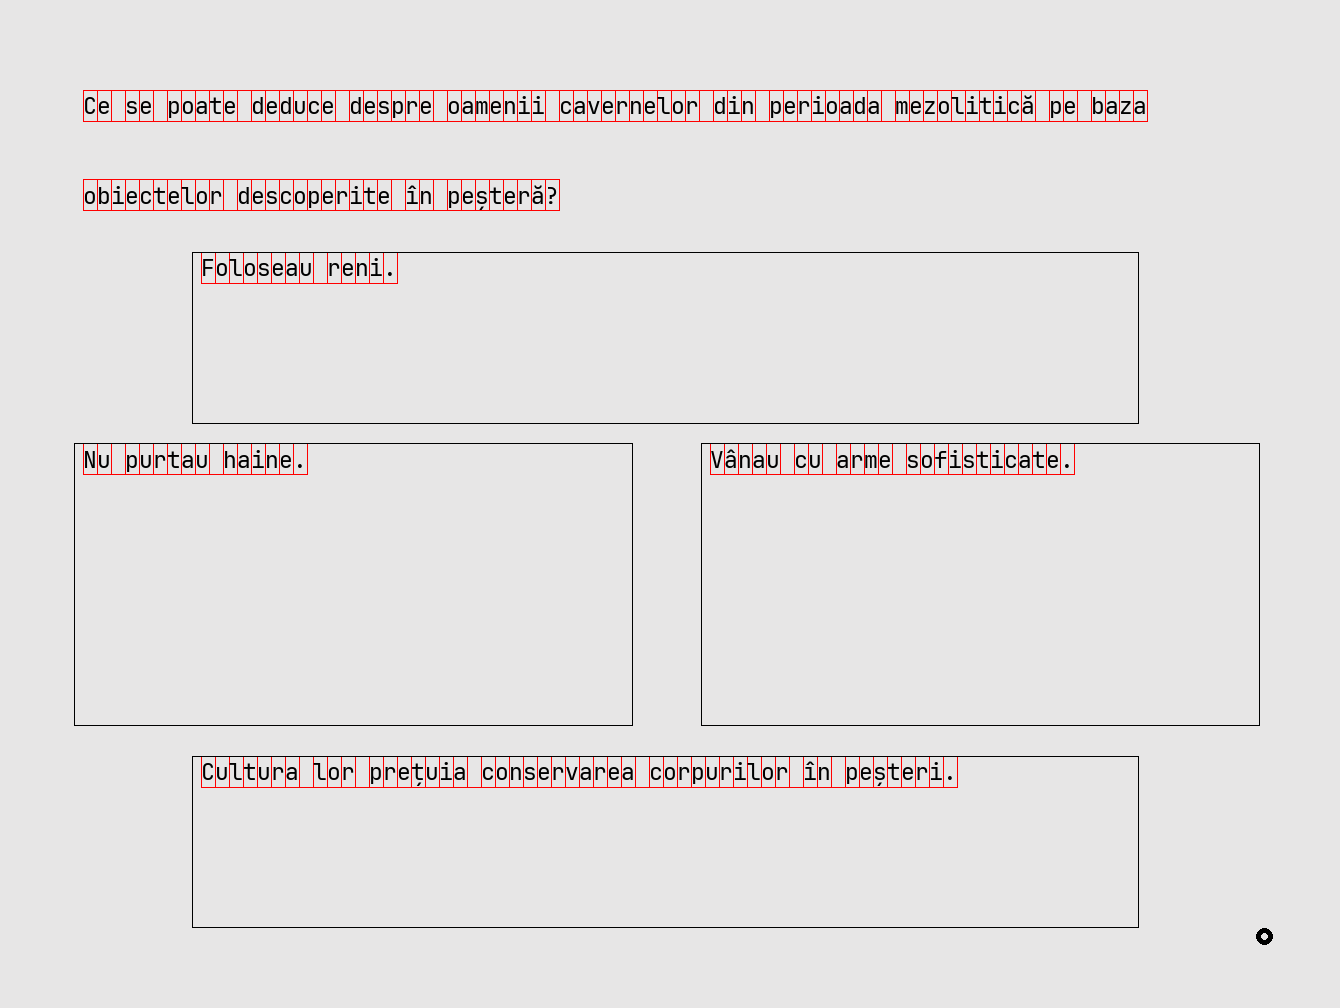 Ce se poate deduce despre oamenii cavernelor din perioada mezolitică pe baza
obiectelor descoperite în peșteră?
Foloseau reni.
Nu purtau haine.
Vânau cu arme sofisticate.
Cultura lor prețuia conservarea corpurilor în peșteri.